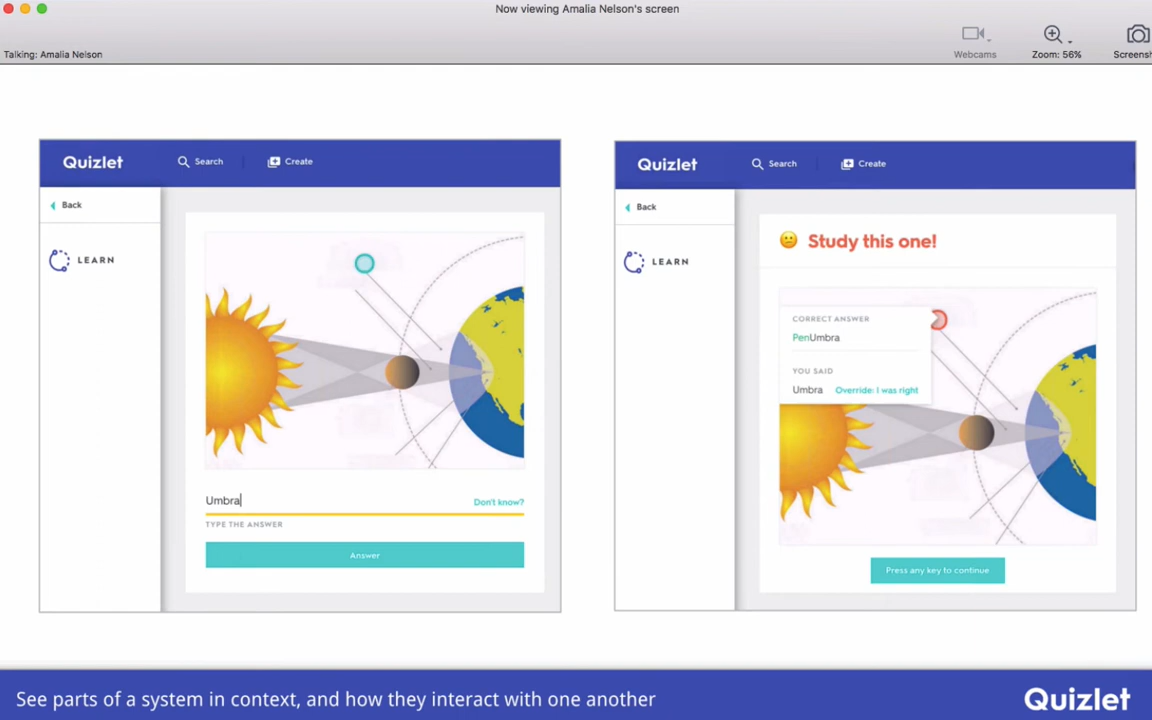 Now viewing Amalia Nelson's screen
Talking: Amalia Nelson
Webcams
Zoom: 56%
Screensh
Quizlet
Search
Create
Back
LEARN
Umbra
Don't know?
TYPE THE ANSWER
Answer
Quizlet
Search
Create
Back
LEARN
Study this one!
CORRECT ANSWER
PenUmbra
YOU SAID
Umbra Override: I was right
Press any key to continue
See parts of a system in context, and how they interact with one another
Quizlet